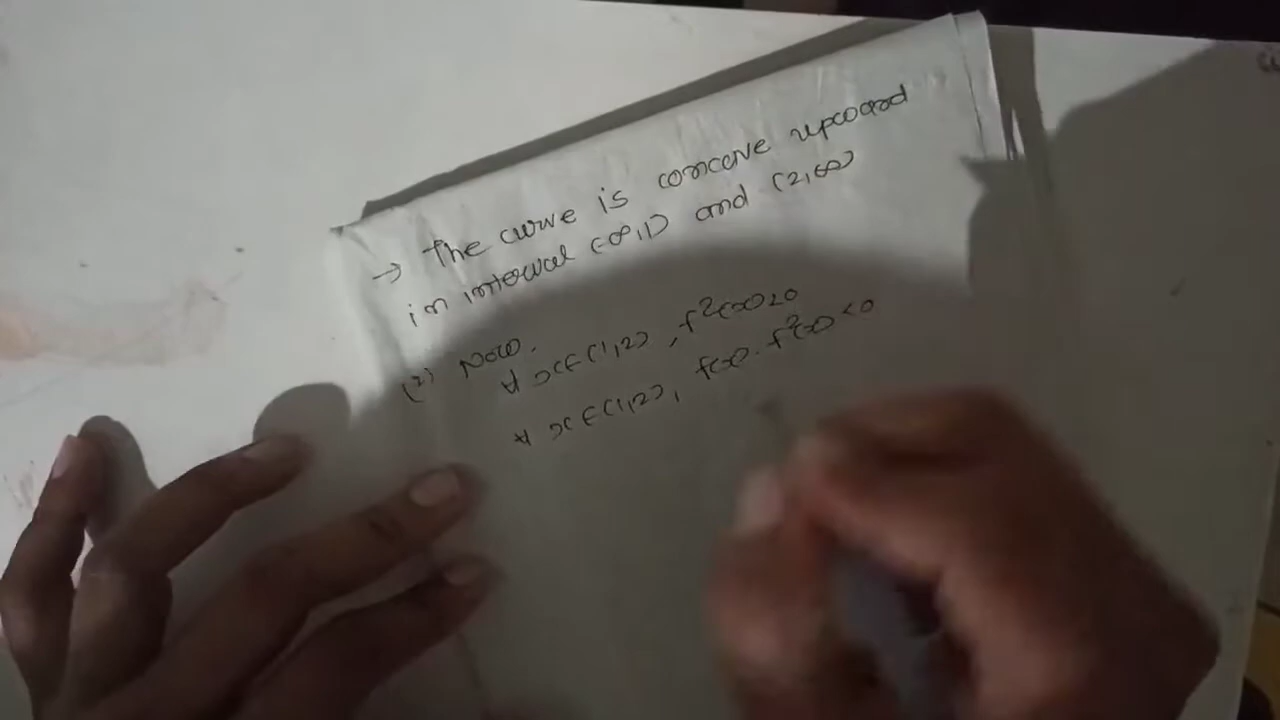 → The curve is concave upward
in interval (-∞,1) and (2,∞)
(2) Now.
∀ x∈(1,2), f²(x)<0
∀ x∈(1,2), f(x). f²(x)<0